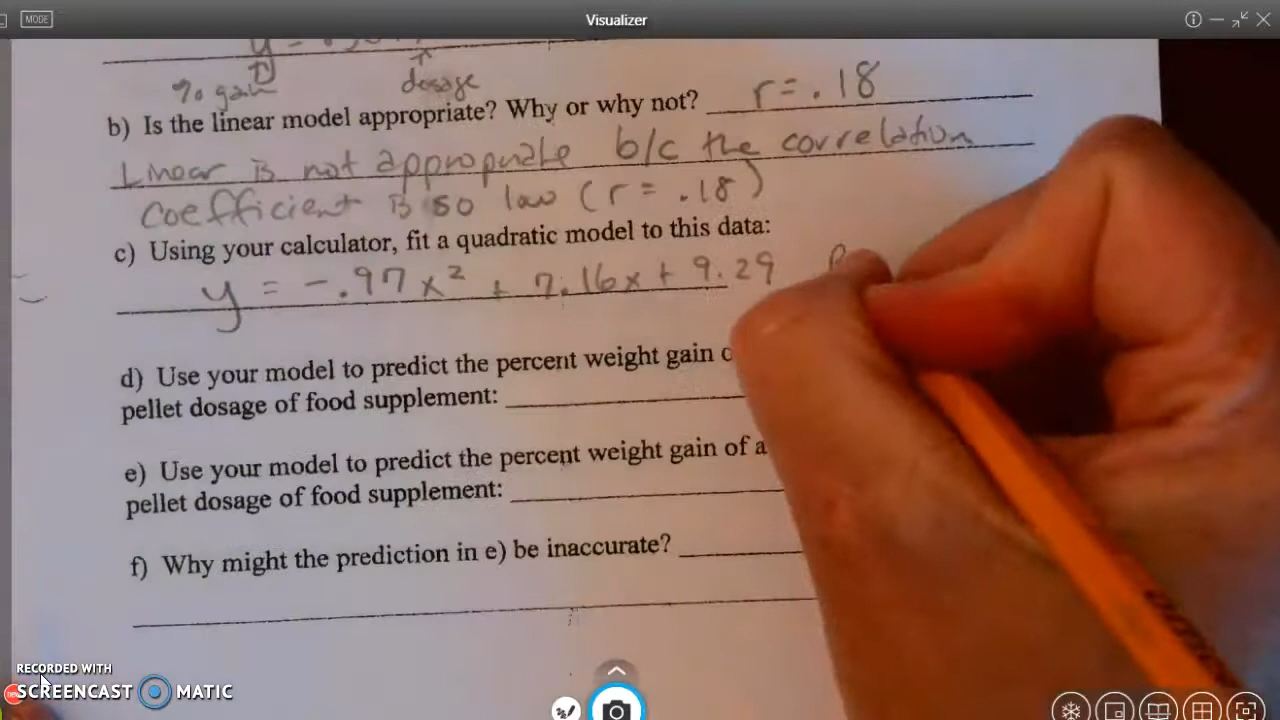 MODE
Visualizer
% gain
dosage
b) Is the linear model appropriate? Why or why not? r = .18
Linear is not appropriate b/c the correlation
coefficient is so low (r = .18)
c) Using your calculator, fit a quadratic model to this data:
y = -.97x² + 7.16x + 9.29
d) Use your model to predict the percent weight gain
pellet dosage of food supplement:
e) Use your model to predict the percent weight gain of a
pellet dosage of food supplement:
f) Why might the prediction in e) be inaccurate?
RECORDED WITH
SCREENCAST MATIC